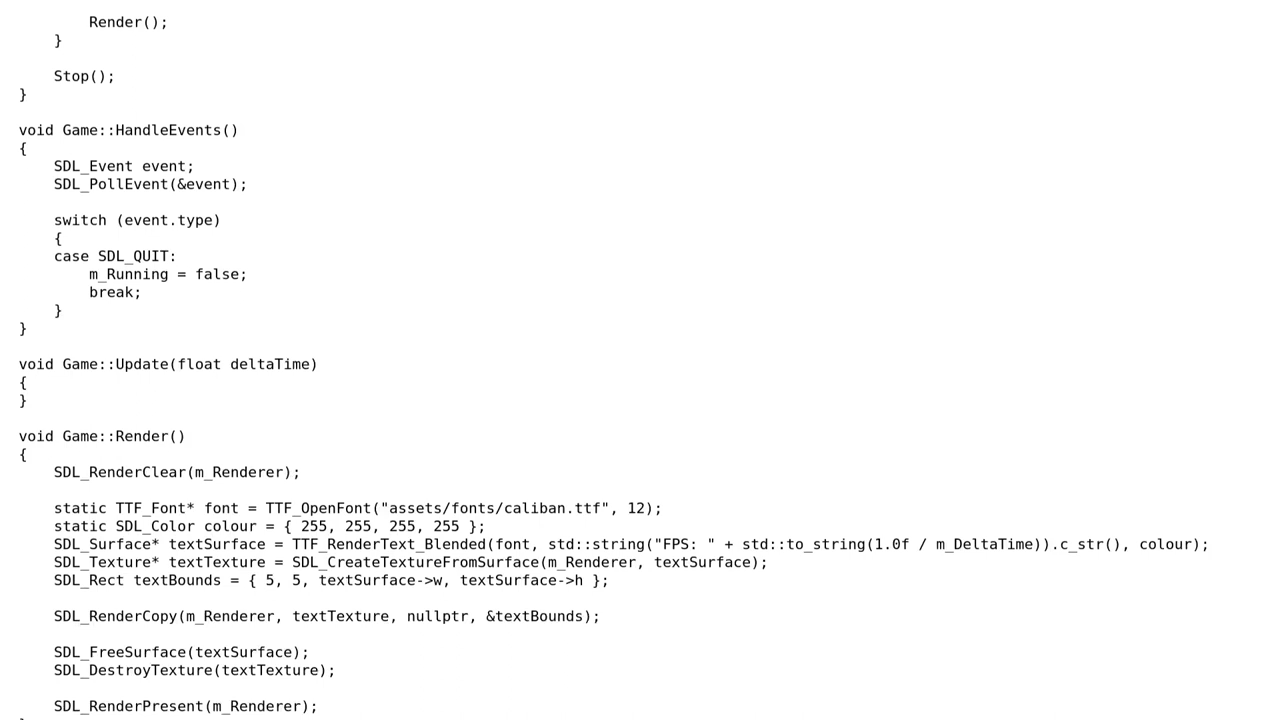 Render();
    }

    Stop();
}

void Game::HandleEvents()
{
    SDL_Event event;
    SDL_PollEvent(&event);

    switch (event.type)
    {
    case SDL_QUIT:
        m_Running = false;
        break;
    }
}

void Game::Update(float deltaTime)
{
}

void Game::Render()
{
    SDL_RenderClear(m_Renderer);

    static TTF_Font* font = TTF_OpenFont("assets/fonts/caliban.ttf", 12);
    static SDL_Color colour = { 255, 255, 255, 255 };
    SDL_Surface* textSurface = TTF_RenderText_Blended(font, std::string("FPS: " + std::to_string(1.0f / m_DeltaTime)).c_str(), colour);
    SDL_Texture* textTexture = SDL_CreateTextureFromSurface(m_Renderer, textSurface);
    SDL_Rect textBounds = { 5, 5, textSurface->w, textSurface->h };

    SDL_RenderCopy(m_Renderer, textTexture, nullptr, &textBounds);

    SDL_FreeSurface(textSurface);
    SDL_DestroyTexture(textTexture);

    SDL_RenderPresent(m_Renderer);